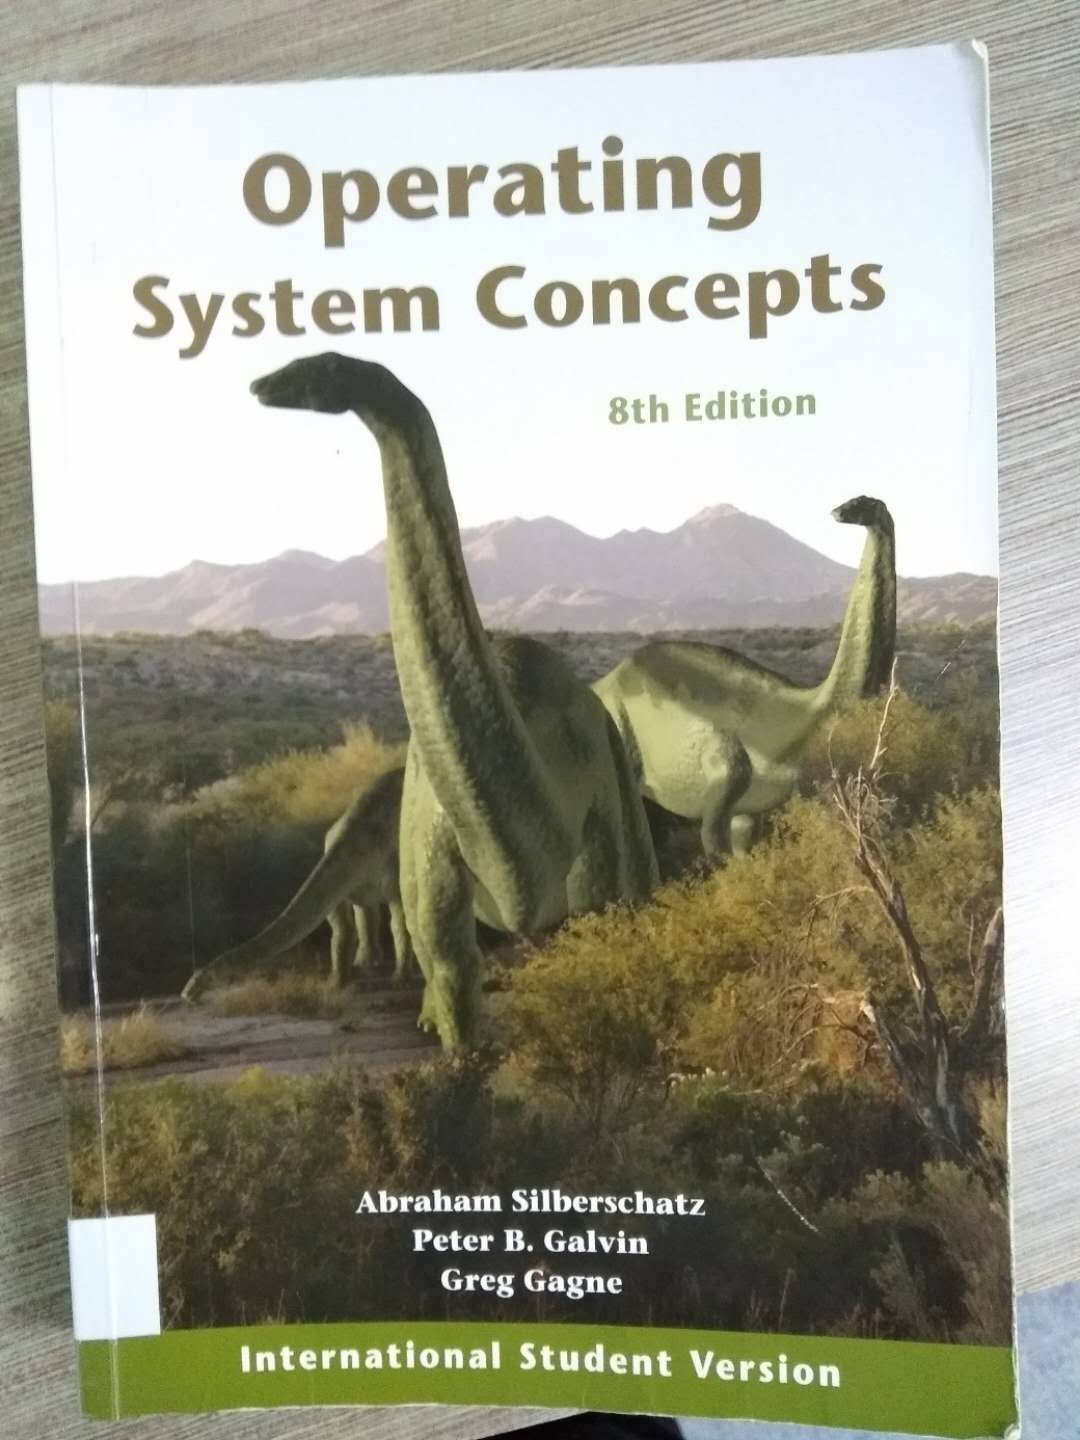 Operating
System Concepts
8th Edition
Abraham Silberschatz
Peter B. Galvin
Greg Gagne
International Student Version